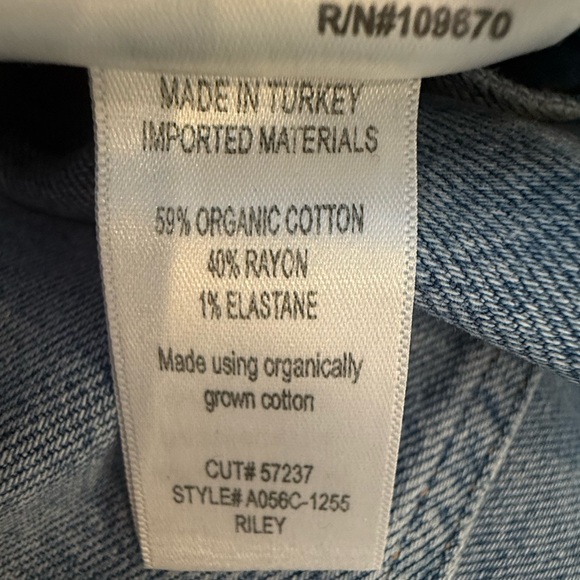 R/N#109670
MADE IN TURKEY
IMPORTED MATERIALS
59% ORGANIC COTTON
40% RAYON
1% ELASTANE
Made using organically
grown cotton
CUT# 57237
STYLE# A056C-1255
RILEY